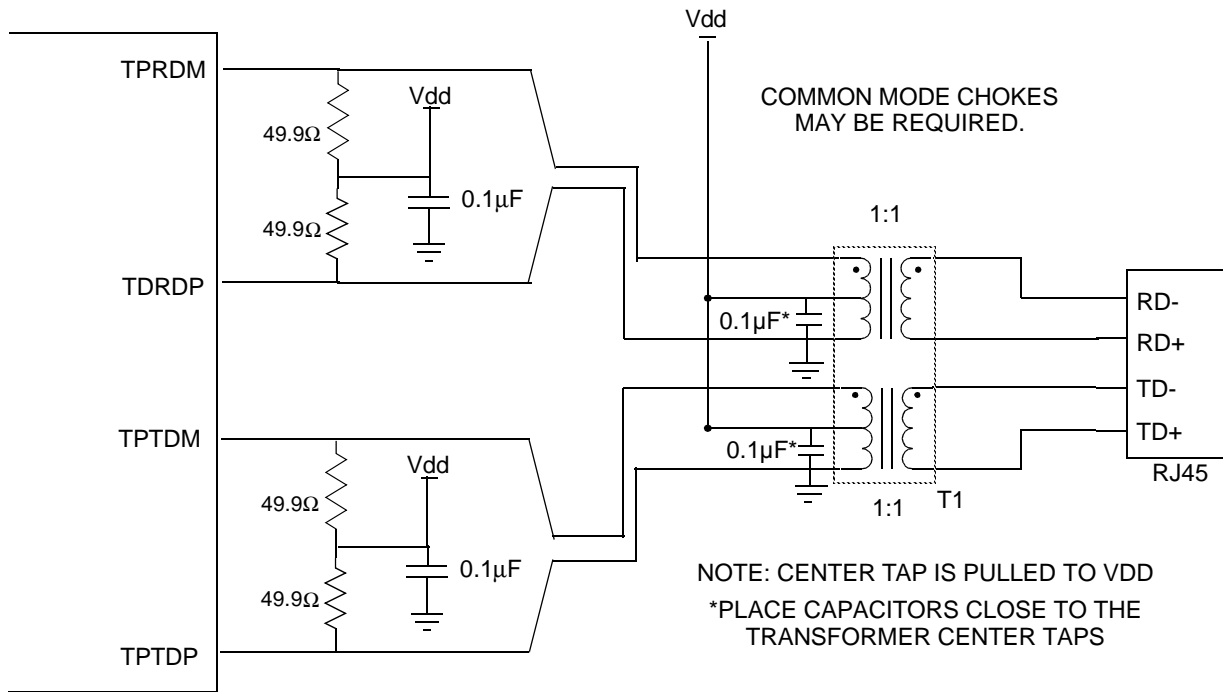 Vdd
TPRDM
Vdd
COMMON MODE CHOKES
MAY BE REQUIRED.
49.9Ω
0.1µF
49.9Ω
1:1
TDRDP
RD-
0.1µF*
RD+
TD-
TPTDM
TD+
0.1µF*
Vdd
RJ45
1:1
T1
49.9Ω
0.1µF
NOTE: CENTER TAP IS PULLED TO VDD
49.9Ω
*PLACE CAPACITORS CLOSE TO THE
TRANSFORMER CENTER TAPS
TPTDP